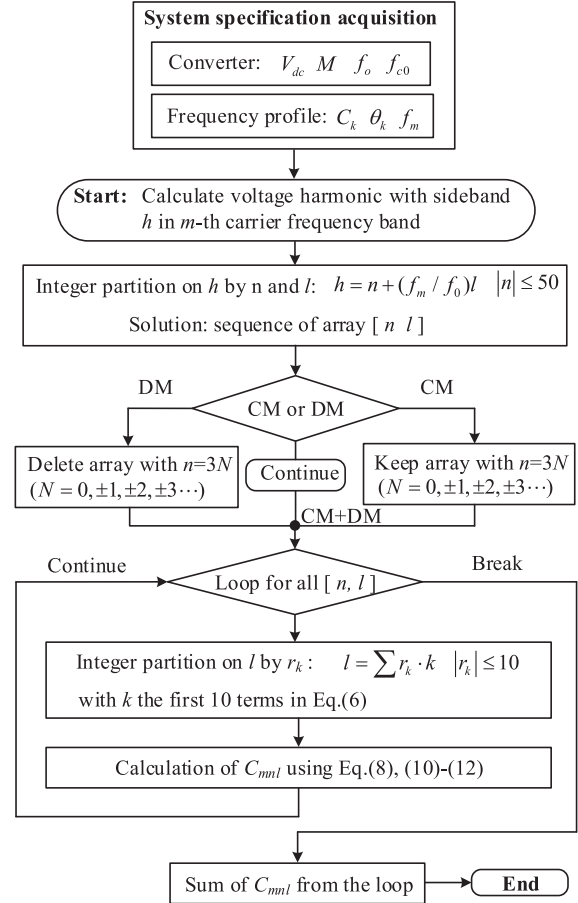 System specification acquisition
Converter: V_dc M f_o f_c0
Frequency profile: C_k θ_k f_m
Start: Calculate voltage harmonic with sideband
h in m-th carrier frequency band
Integer partition on h by n and l: h = n + (f_m / f_0)l |n| ≤ 50
Solution: sequence of array [ n l ]
DM
CM
CM or DM
Delete array with n=3N
(N = 0,±1,±2,±3⋯)
Continue
Keep array with n=3N
(N = 0,±1,±2,±3⋯)
CM+DM
Continue
Break
Loop for all [ n, l ]
Integer partition on l by r_k: l = ∑ r_k · k |r_k| ≤ 10
with k the first 10 terms in Eq.(6)
Calculation of C_mnl using Eq.(8), (10)-(12)
Sum of C_mnl from the loop
End